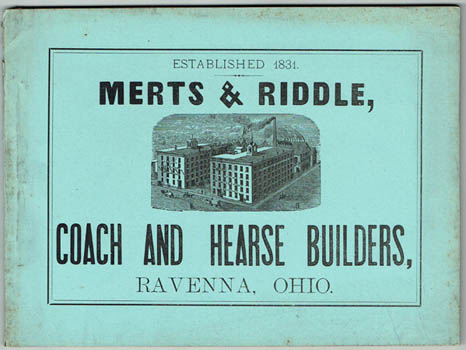 ESTABLISHED 1831.
MERTS & RIDDLE,
COACH AND HEARSE BUILDERS,
RAVENNA, OHIO.